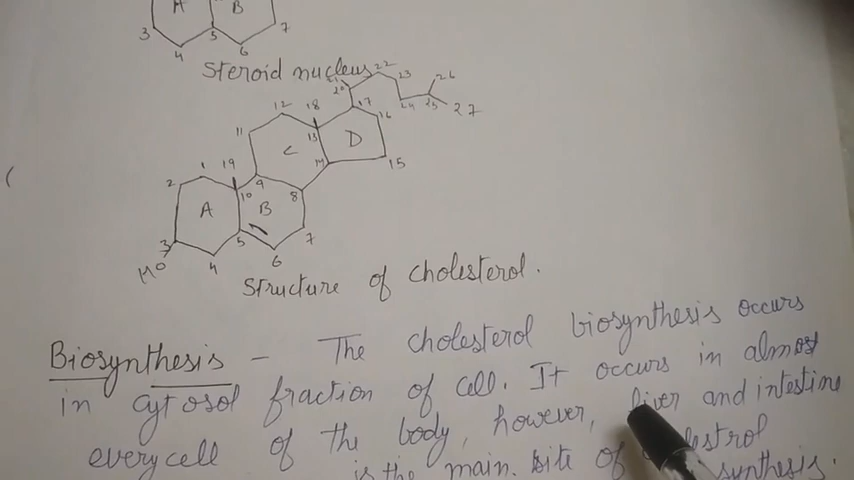 A B
3 4 5 6 7
Steroid nucleus
21 22 23 26
20 24 25 27
12 18 17 16
11 13
C D
1 19 14 15
2 9
10 8
A B
3 5 7
HO 4 6
Structure of cholesterol.
Biosynthesis - The cholesterol biosynthesis occurs
in cytosol fraction of cell. It occurs in almost
every cell of the body, however, liver and intestine
is the main site of synthesis.